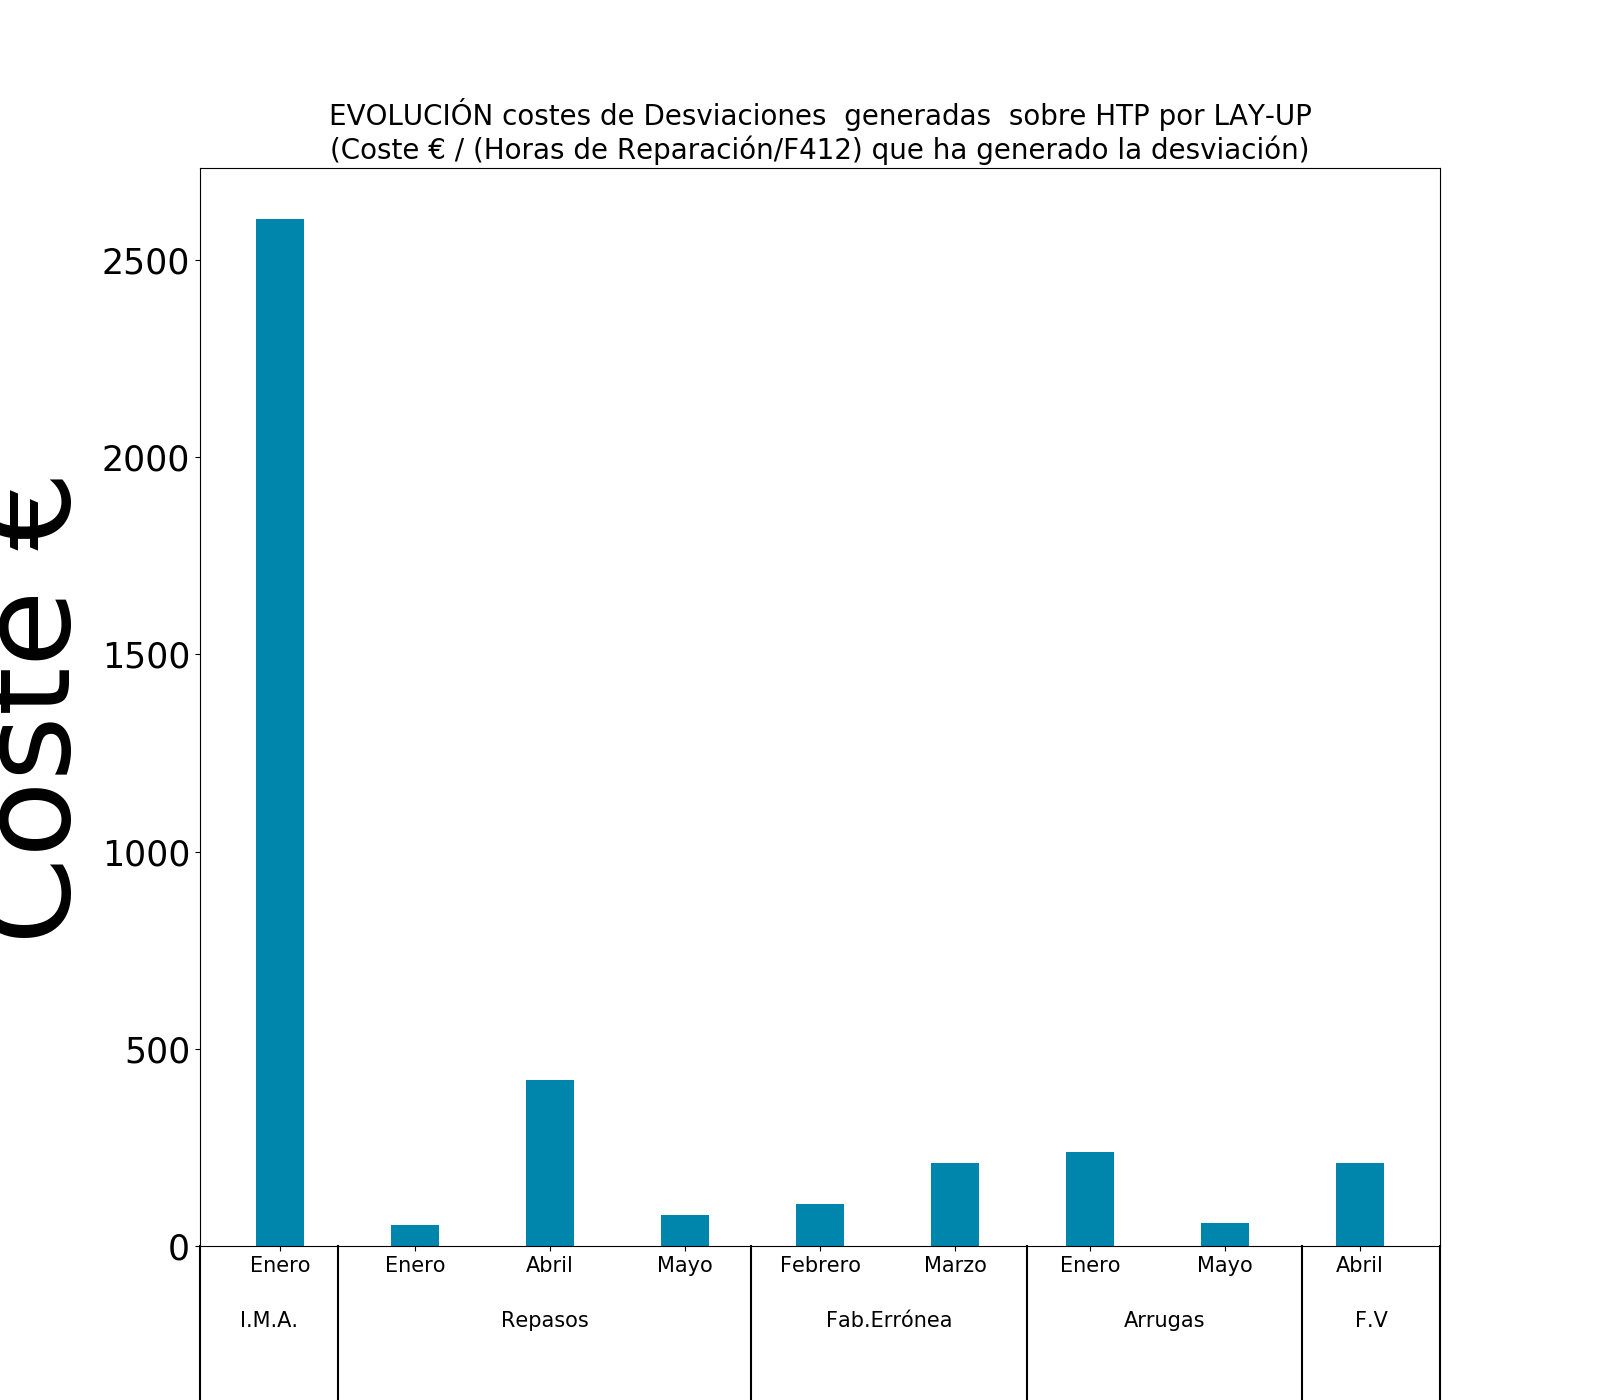 EVOLUCIÓN costes de Desviaciones  generadas  sobre HTP por LAY-UP
(Coste € / (Horas de Reparación/F412) que ha generado la desviación)
Coste €
2500
2000
1500
1000
500
0
Enero Enero Abril Mayo Febrero Marzo Enero Mayo Abril
I.M.A. Repasos Fab.Errónea Arrugas F.V